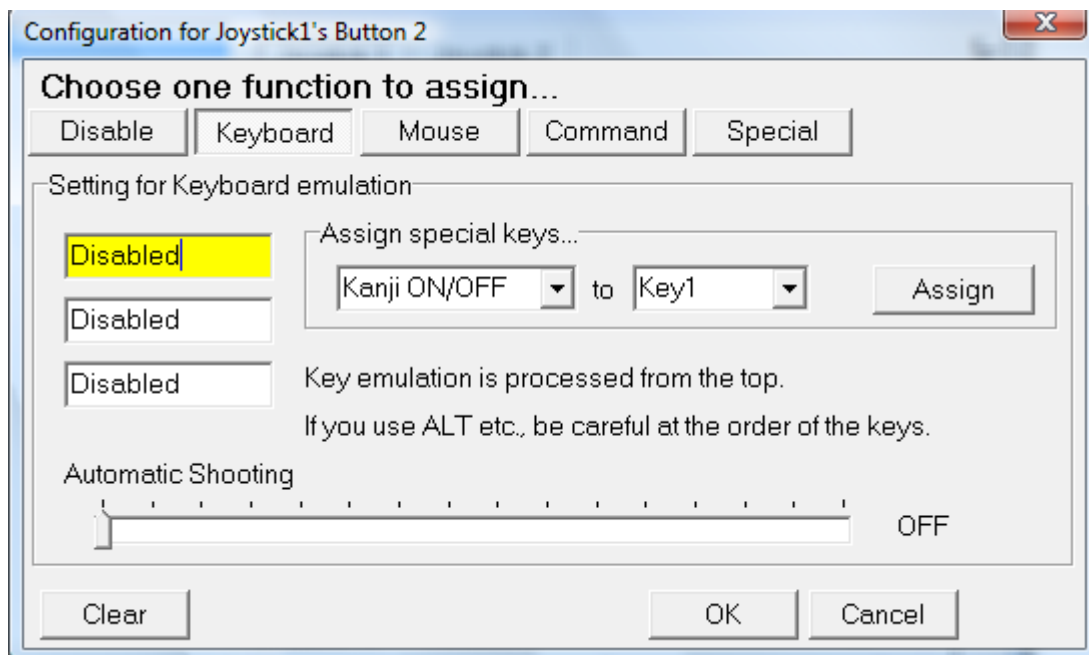 Configuration for Joystick1's Button 2
Choose one function to assign...
Disable Keyboard Mouse Command Special
Setting for Keyboard emulation
Disabled
Assign special keys...
Kanji ON/OFF to Key1 Assign
Disabled
Disabled
Key emulation is processed from the top.
If you use ALT etc., be careful at the order of the keys.
Automatic Shooting
OFF
Clear OK Cancel